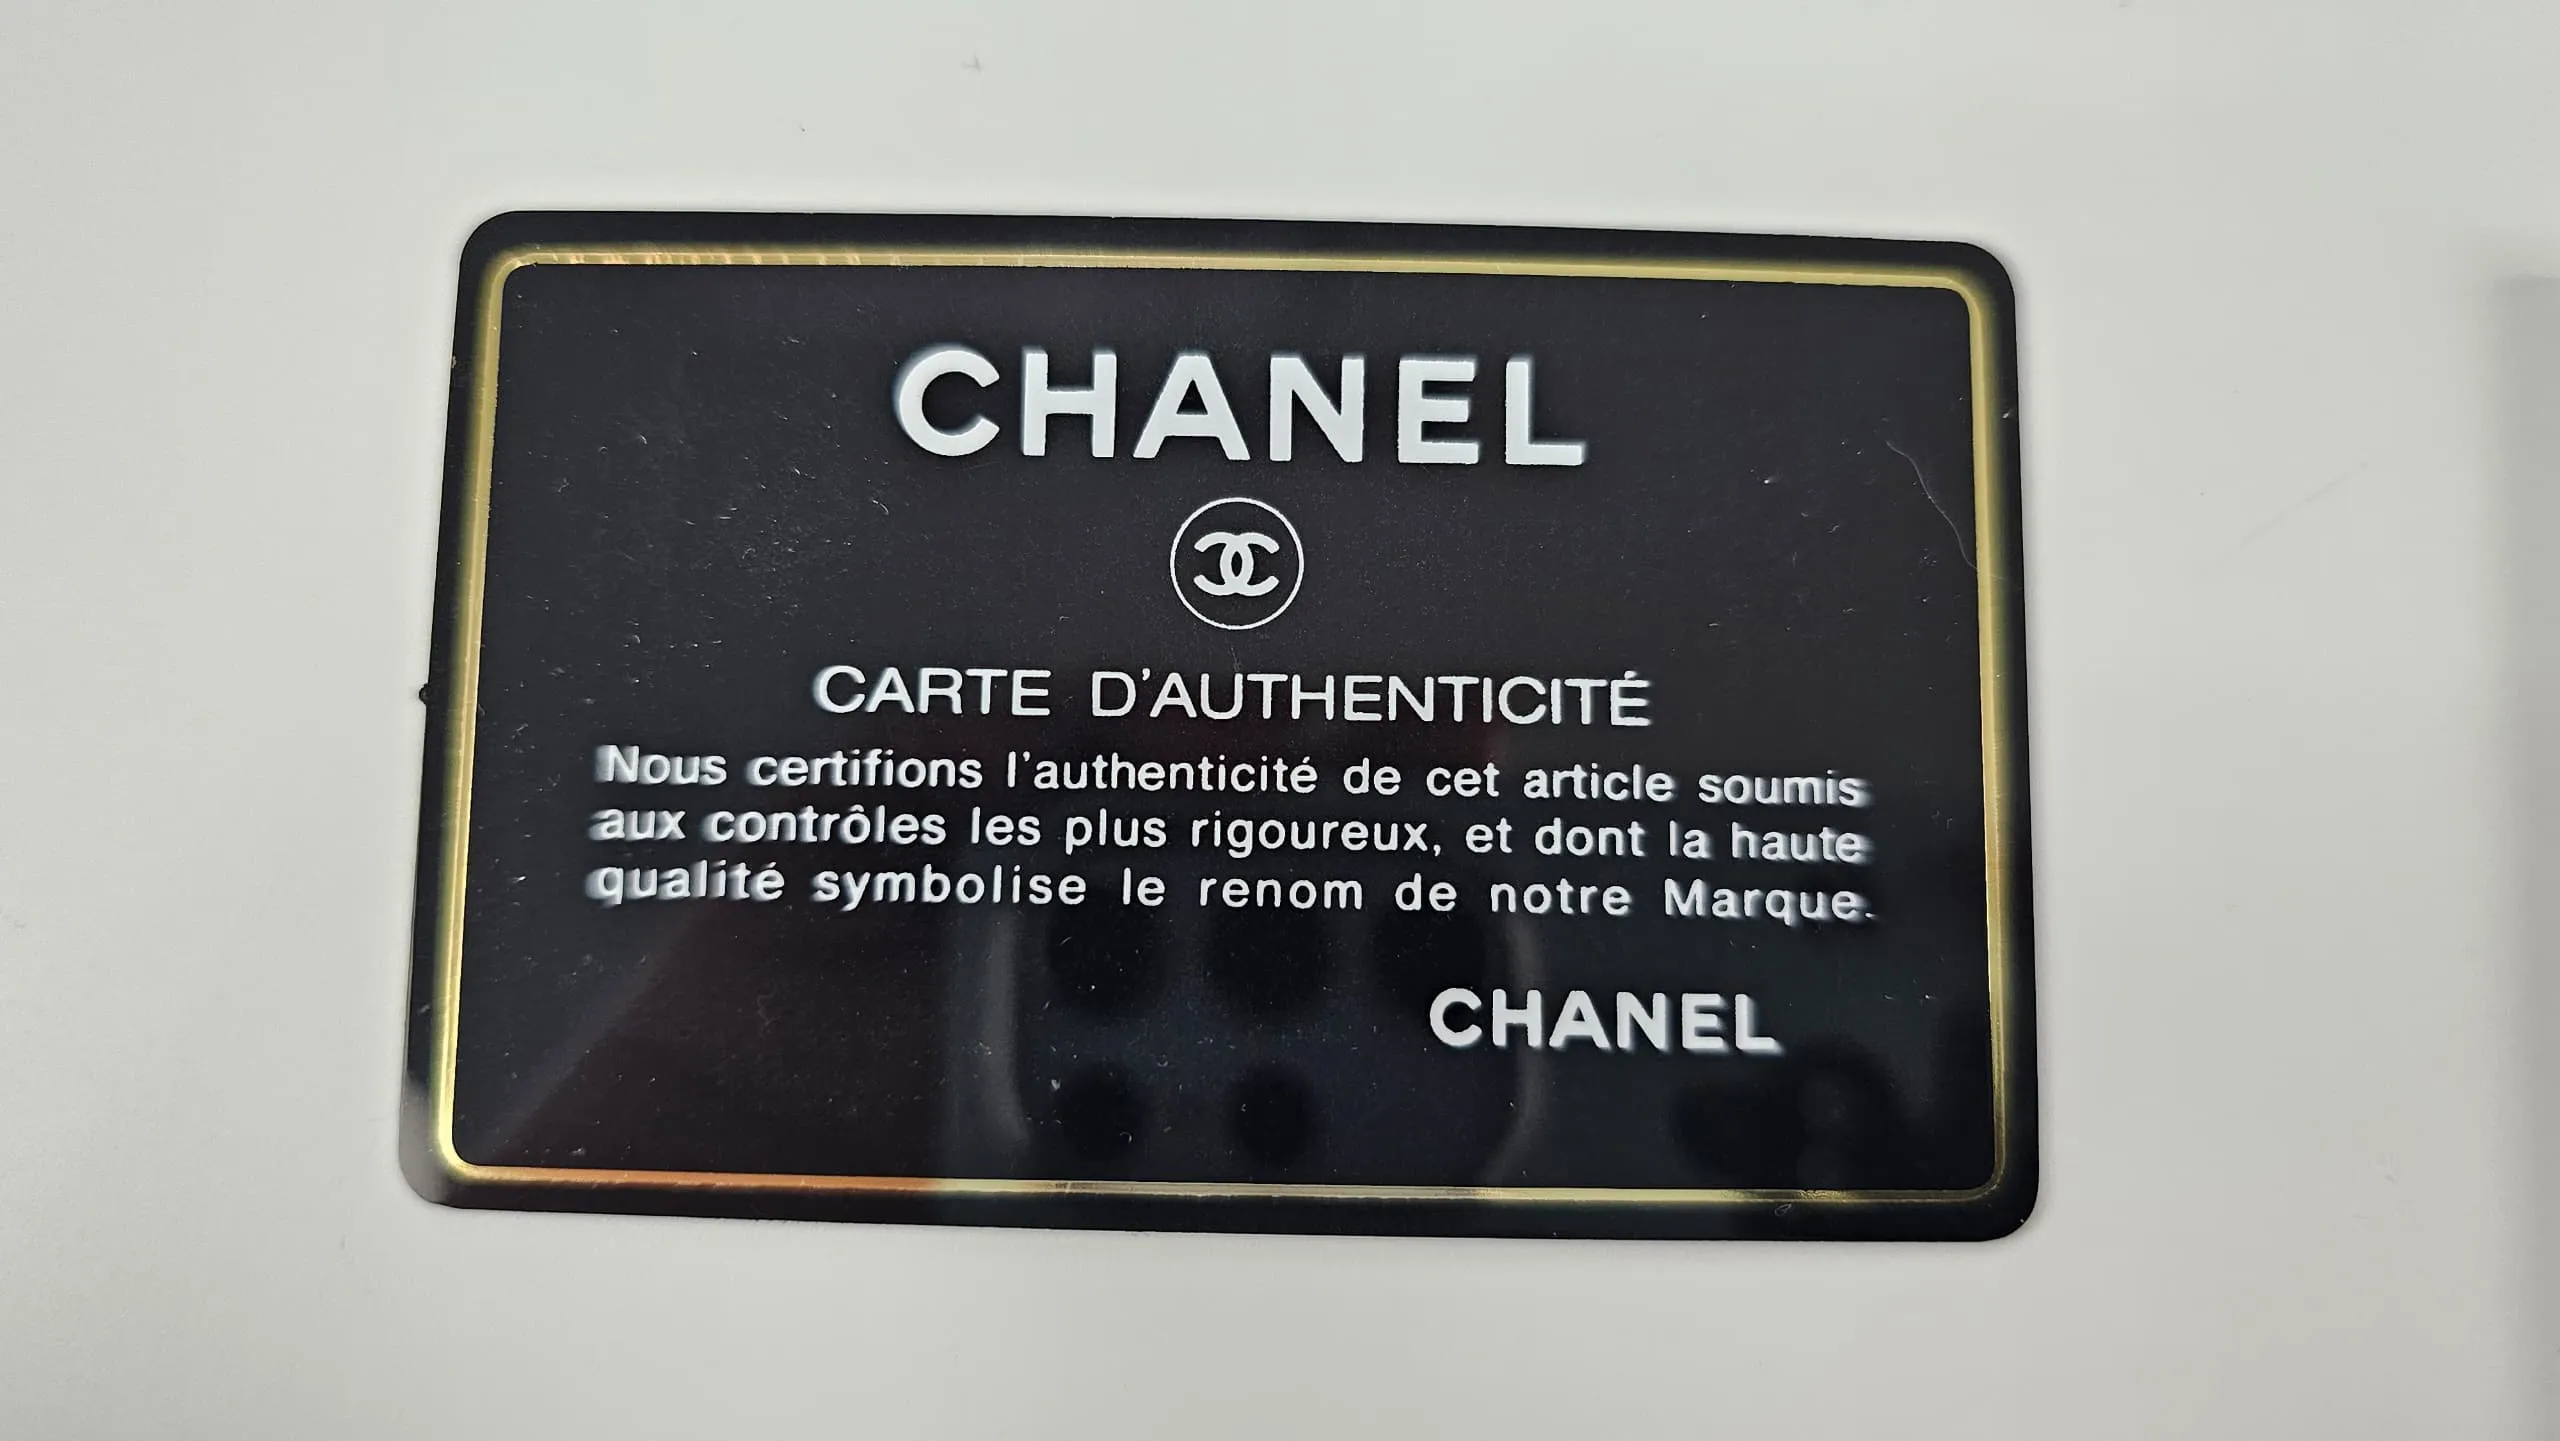 CHANEL
CARTE D'AUTHENTICITÉ
Nous certifions l'authenticité de cet article soumis
aux contrôles les plus rigoureux, et dont la haute
qualité symbolise le renom de notre Marque.
CHANEL